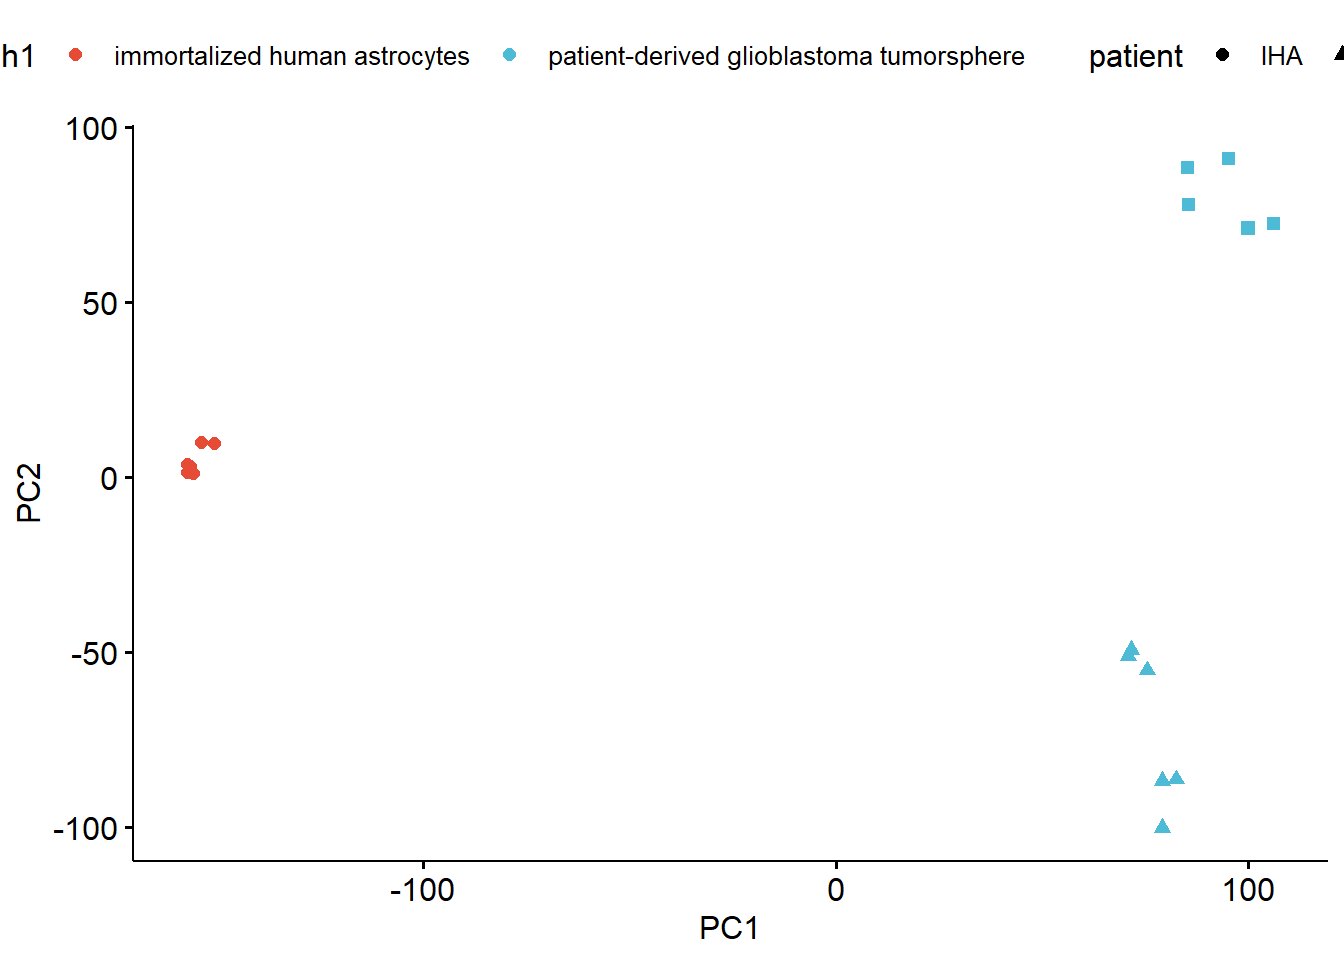 h1 immortalized human astrocytes patient-derived glioblastoma tumorsphere patient IHA
100
50
0
-50
-100
PC2
-100 0 100
PC1